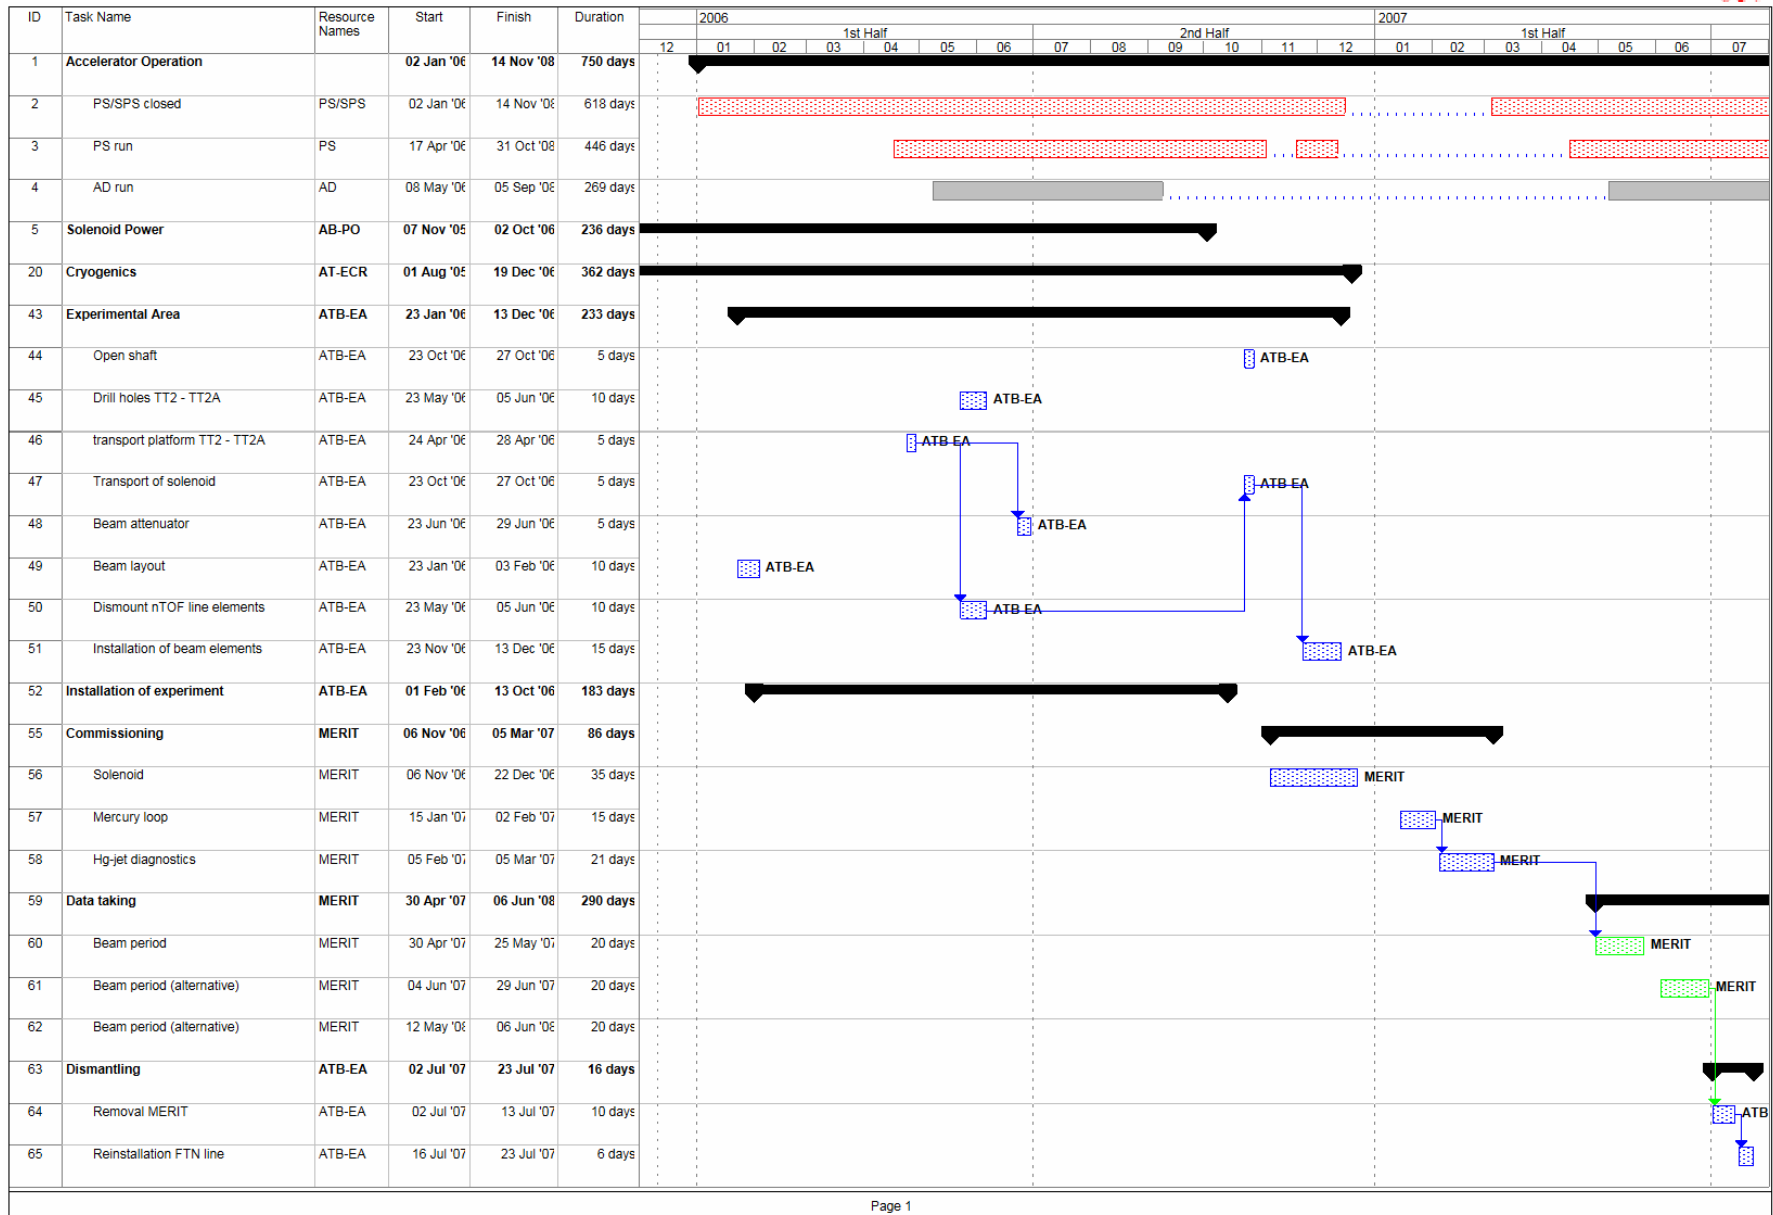 ID Task Name Resource Names Start Finish Duration 2006 2007
1st Half 2nd Half 1st Half
12 01 02 03 04 05 06 07 08 09 10 11 12 01 02 03 04 05 06 07
1 Accelerator Operation 02 Jan '06 14 Nov '08 750 days
2 PS/SPS closed PS/SPS 02 Jan '06 14 Nov '08 618 days
3 PS run PS 17 Apr '06 31 Oct '08 446 days
4 AD run AD 08 May '06 05 Sep '08 269 days
5 Solenoid Power AB-PO 07 Nov '05 02 Oct '06 236 days
20 Cryogenics AT-ECR 01 Aug '05 19 Dec '06 362 days
43 Experimental Area ATB-EA 23 Jan '06 13 Dec '06 233 days
44 Open shaft ATB-EA 23 Oct '06 27 Oct '06 5 days ATB-EA
45 Drill holes TT2 - TT2A ATB-EA 23 May '06 05 Jun '06 10 days ATB-EA
46 transport platform TT2 - TT2A ATB-EA 24 Apr '06 28 Apr '06 5 days ATB-EA
47 Transport of solenoid ATB-EA 23 Oct '06 27 Oct '06 5 days ATB-EA
48 Beam attenuator ATB-EA 23 Jun '06 29 Jun '06 5 days ATB-EA
49 Beam layout ATB-EA 23 Jan '06 03 Feb '06 10 days ATB-EA
50 Dismount nTOF line elements ATB-EA 23 May '06 05 Jun '06 10 days ATB-EA
51 Installation of beam elements ATB-EA 23 Nov '06 13 Dec '06 15 days ATB-EA
52 Installation of experiment ATB-EA 01 Feb '06 13 Oct '06 183 days
55 Commissioning MERIT 06 Nov '06 05 Mar '07 86 days
56 Solenoid MERIT 06 Nov '06 22 Dec '06 35 days MERIT
57 Mercury loop MERIT 15 Jan '07 02 Feb '07 15 days MERIT
58 Hg-jet diagnostics MERIT 05 Feb '07 05 Mar '07 21 days MERIT
59 Data taking MERIT 30 Apr '07 06 Jun '08 290 days
60 Beam period MERIT 30 Apr '07 25 May '07 20 days MERIT
61 Beam period (alternative) MERIT 04 Jun '07 29 Jun '07 20 days MERIT
62 Beam period (alternative) MERIT 12 May '08 06 Jun '08 20 days
63 Dismantling ATB-EA 02 Jul '07 23 Jul '07 16 days
64 Removal MERIT ATB-EA 02 Jul '07 13 Jul '07 10 days ATB
65 Reinstallation FTN line ATB-EA 16 Jul '07 23 Jul '07 6 days
Page 1